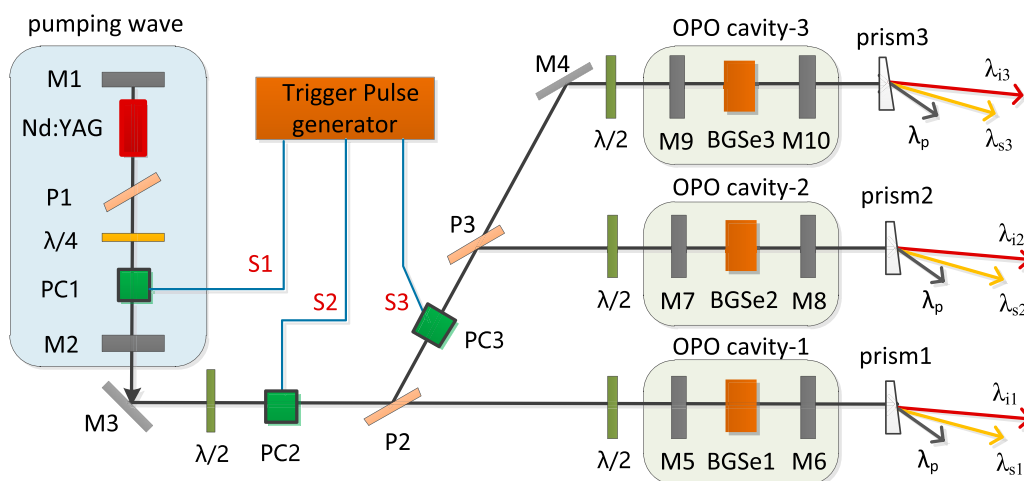 pumping wave
M1
Nd:YAG
P1
λ/4
PC1
M2
M3
Trigger Pulse
generator
S1
S2
S3
λ/2
PC2
P2
PC3
P3
M4
OPO cavity-3
λ/2
M9
BGSe3
M10
prism3
λi3
λs3
λp
OPO cavity-2
λ/2
M7
BGSe2
M8
prism2
λi2
λs2
λp
OPO cavity-1
λ/2
M5
BGSe1
M6
prism1
λi1
λs1
λp